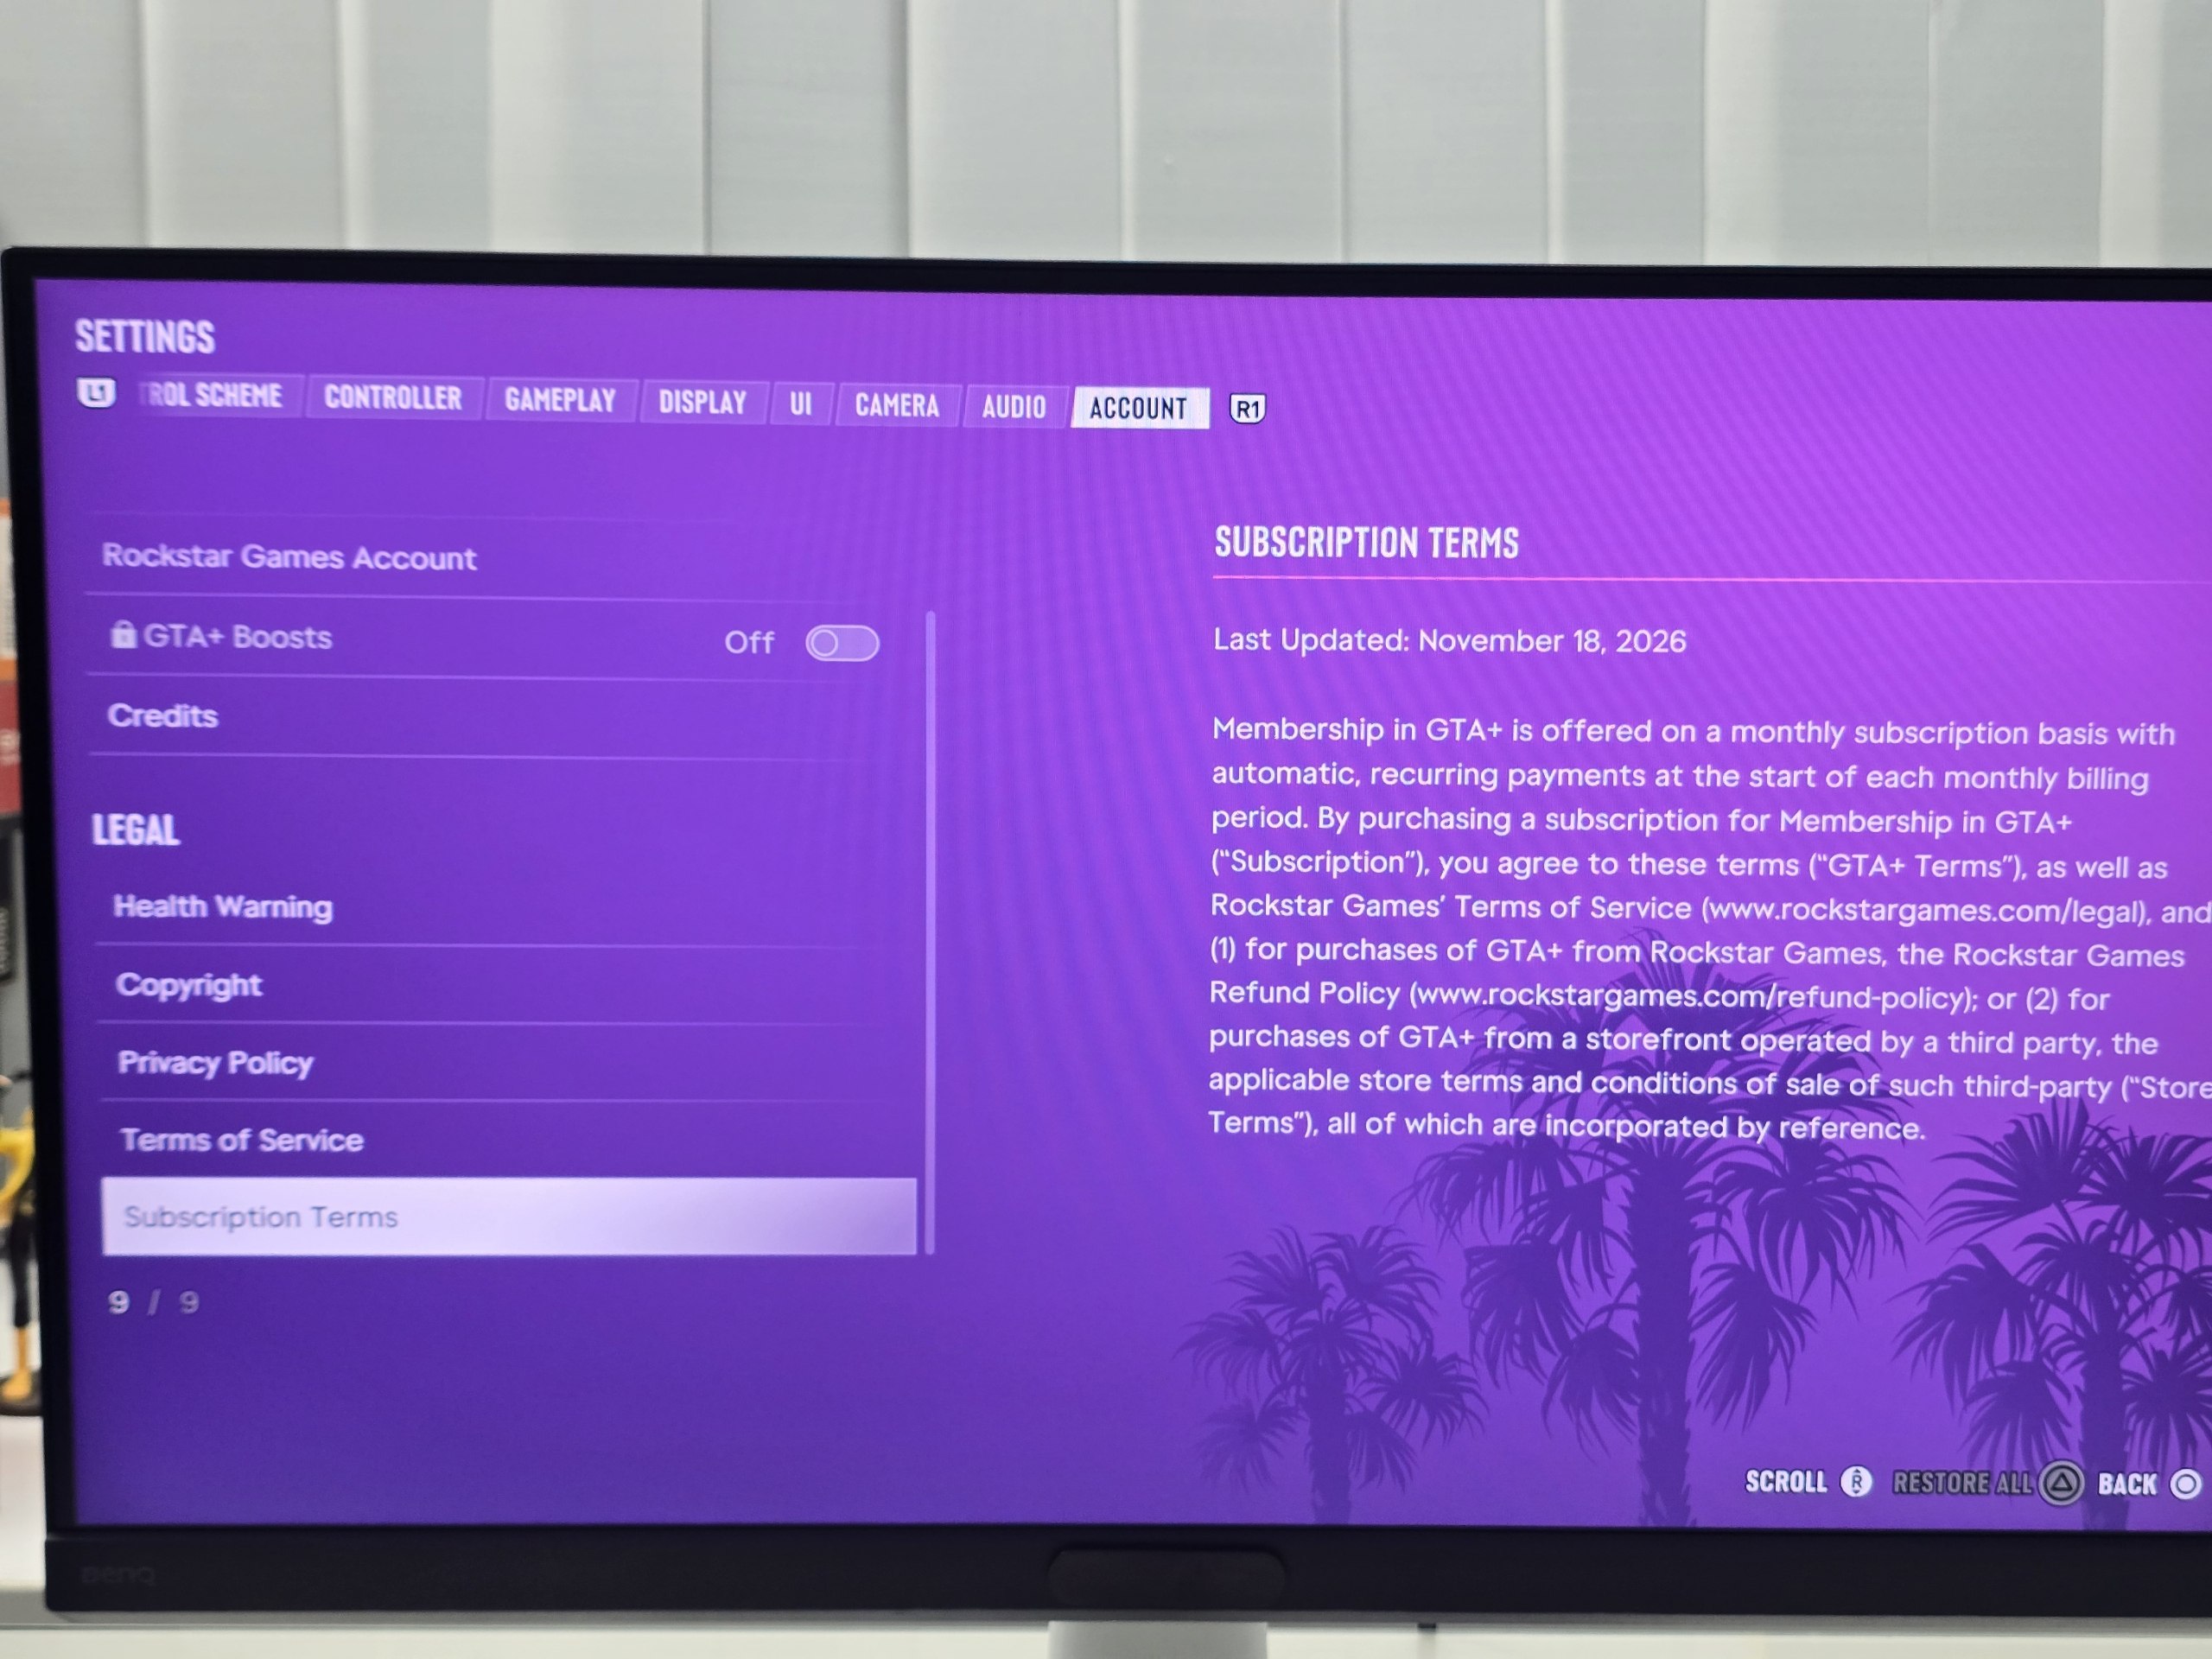 SETTINGS
L1 ROL SCHEME CONTROLLER GAMEPLAY DISPLAY UI CAMERA AUDIO ACCOUNT R1
Rockstar Games Account
GTA+ Boosts Off
Credits
LEGAL
Health Warning
Copyright
Privacy Policy
Terms of Service
Subscription Terms
9 / 9
SUBSCRIPTION TERMS
Last Updated: November 18, 2026
Membership in GTA+ is offered on a monthly subscription basis with
automatic, recurring payments at the start of each monthly billing
period. By purchasing a subscription for Membership in GTA+
(“Subscription”), you agree to these terms (“GTA+ Terms”), as well as
Rockstar Games’ Terms of Service (www.rockstargames.com/legal), and
(1) for purchases of GTA+ from Rockstar Games, the Rockstar Games
Refund Policy (www.rockstargames.com/refund-policy); or (2) for
purchases of GTA+ from a storefront operated by a third party, the
applicable store terms and conditions of sale of such third-party (“Store
Terms”), all of which are incorporated by reference.
SCROLL R RESTORE ALL BACK
BenQ